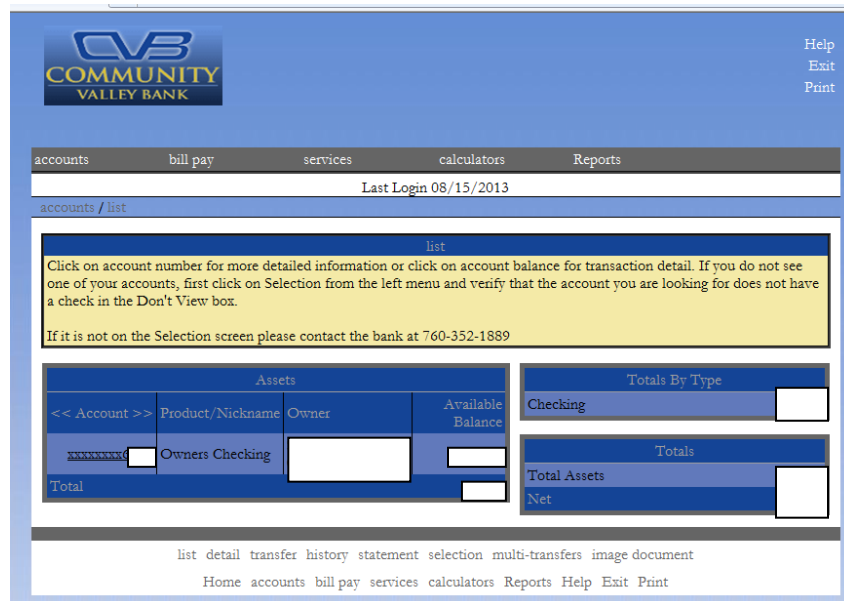 CVB
COMMUNITY
VALLEY BANK
Help
Exit
Print
accounts bill pay services calculators Reports
Last Login 08/15/2013
accounts / list
list
Click on account number for more detailed information or click on account balance for transaction detail. If you do not see
one of your accounts, first click on Selection from the left menu and verify that the account you are looking for does not have
a check in the Don't View box.
If it is not on the Selection screen please contact the bank at 760-352-1889
Assets
<< Account >> Product/Nickname Owner Available
Balance
Owners Checking
Total
Totals By Type
Checking
Totals
Total Assets
Net
list detail transfer history statement selection multi-transfers image document
Home accounts bill pay services calculators Reports Help Exit Print